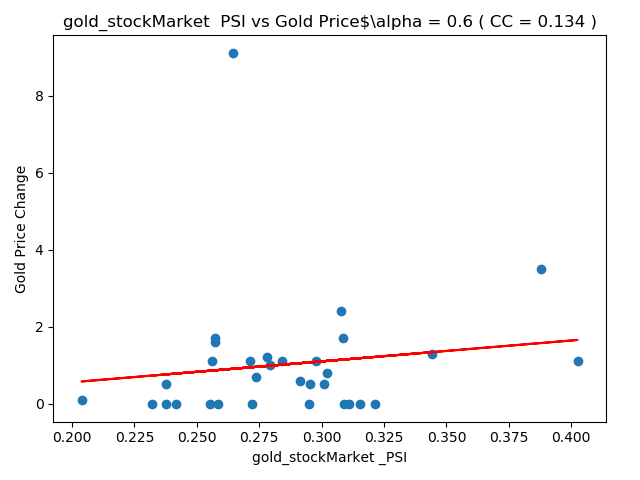 gold_stockMarket  PSI vs Gold Price$\alpha = 0.6 ( CC = 0.134 )
8
6
4
2
0
Gold Price Change
0.200 0.225 0.250 0.275 0.300 0.325 0.350 0.375 0.400
gold_stockMarket _PSI